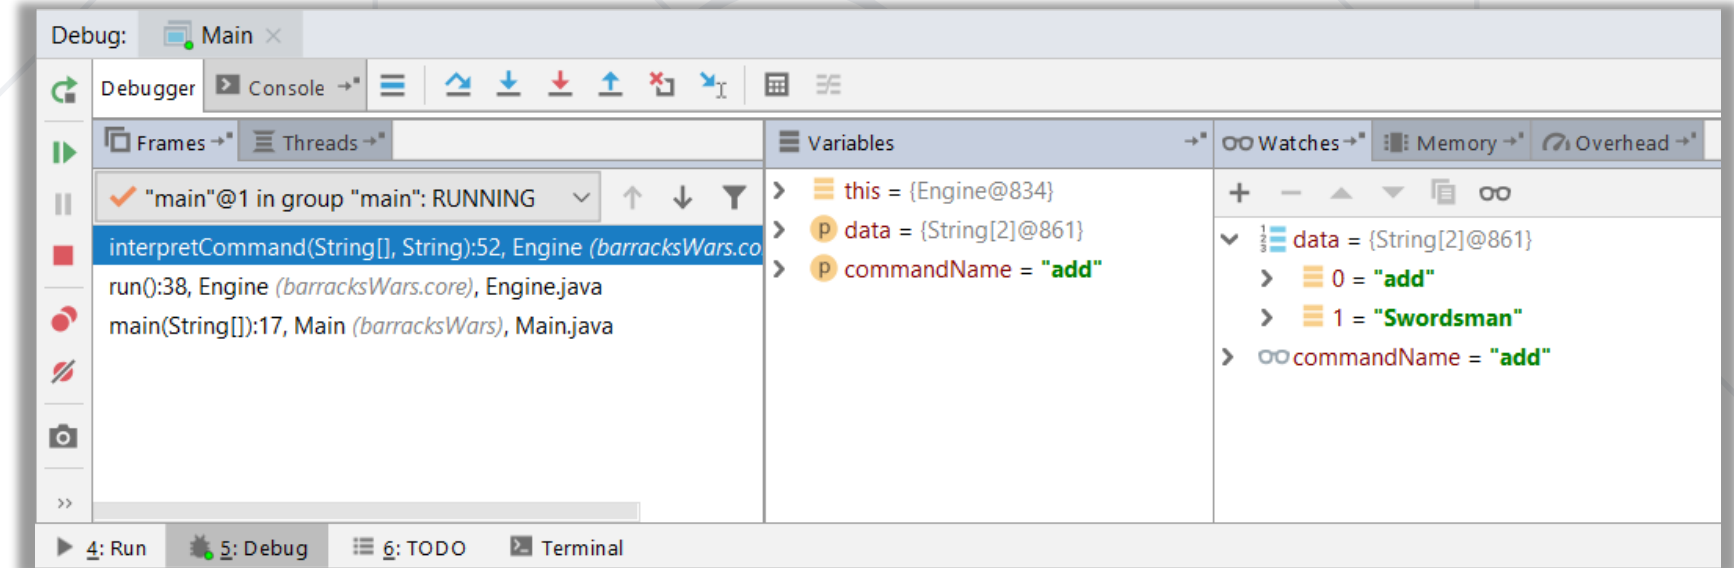 Debug: Main
Debugger Console
Frames Threads Variables Watches Memory Overhead
"main"@1 in group "main": RUNNING
interpretCommand(String[], String):52, Engine (barracksWars.co
run():38, Engine (barracksWars.core), Engine.java
main(String[]):17, Main (barracksWars), Main.java
this = {Engine@834}
data = {String[2]@861}
commandName = "add"
data = {String[2]@861}
0 = "add"
1 = "Swordsman"
commandName = "add"
4: Run 5: Debug 6: TODO Terminal